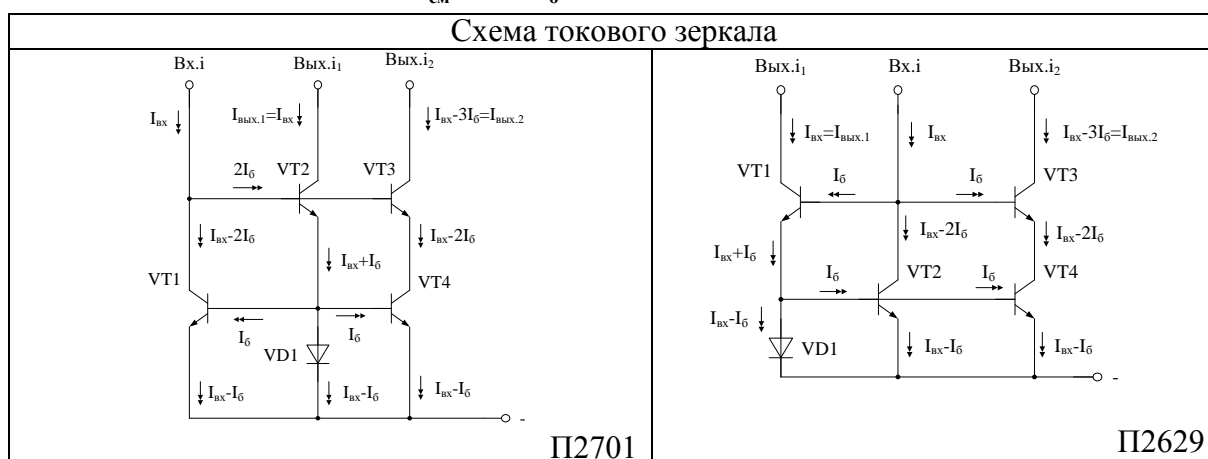 см б
Схема токового зеркала
Вх.i Вых.i₁ Вых.i₂
Iвх Iвых.1=Iвх Iвх-3Iб=Iвых.2
2Iб VT2 VT3
Iвх-2Iб Iвх-2Iб
Iвх+Iб
VT1 VT4
Iб Iб
VD1
Iвх-Iб Iвх-Iб Iвх-Iб
-
П2701
Вых.i₁ Вх.i Вых.i₂
Iвх=Iвых.1 Iвх Iвх-3Iб=Iвых.2
VT1 VT3
Iб Iб
Iвх-2Iб Iвх-2Iб
Iвх+Iб
VT2 VT4
Iб Iб
Iвх-Iб
VD1 Iвх-Iб Iвх-Iб
-
П2629